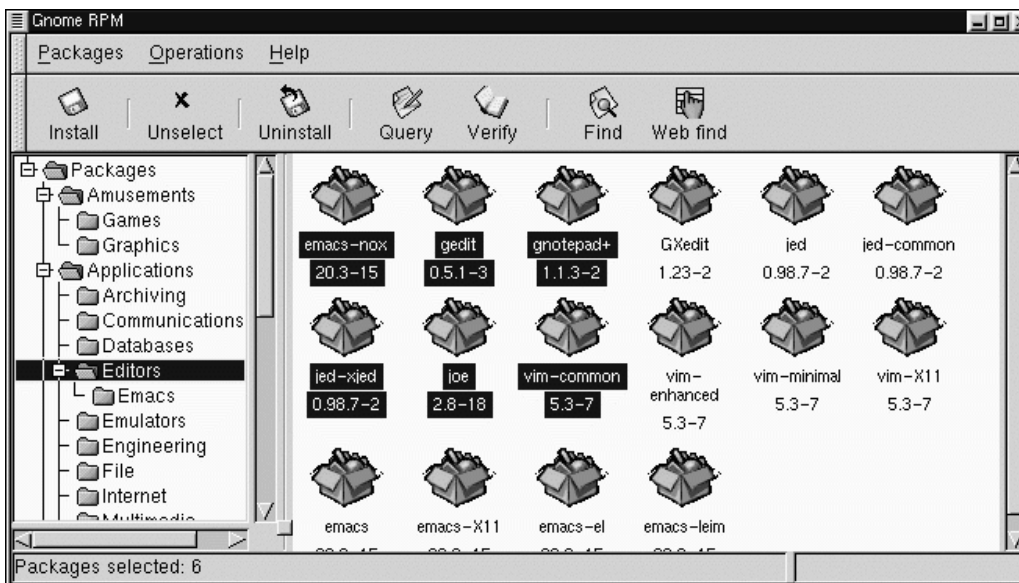 Gnome RPM
Packages Operations Help
Install Unselect Uninstall Query Verify Find Web find
Packages
Amusements
Games
Graphics
Applications
Archiving
Communications
Databases
Editors
Emacs
Emulators
Engineering
File
Internet
Multimedia
emacs-nox gedit gnotepad+ GXedit jed jed-common
20.3-15 0.5.1-3 1.1.3-2 1.23-2 0.98.7-2 0.98.7-2
jed-xjed joe vim-common vim-enhanced vim-minimal vim-X11
0.98.7-2 2.8-18 5.3-7 5.3-7 5.3-7 5.3-7
emacs emacs-X11 emacs-el emacs-leim
Packages selected: 6